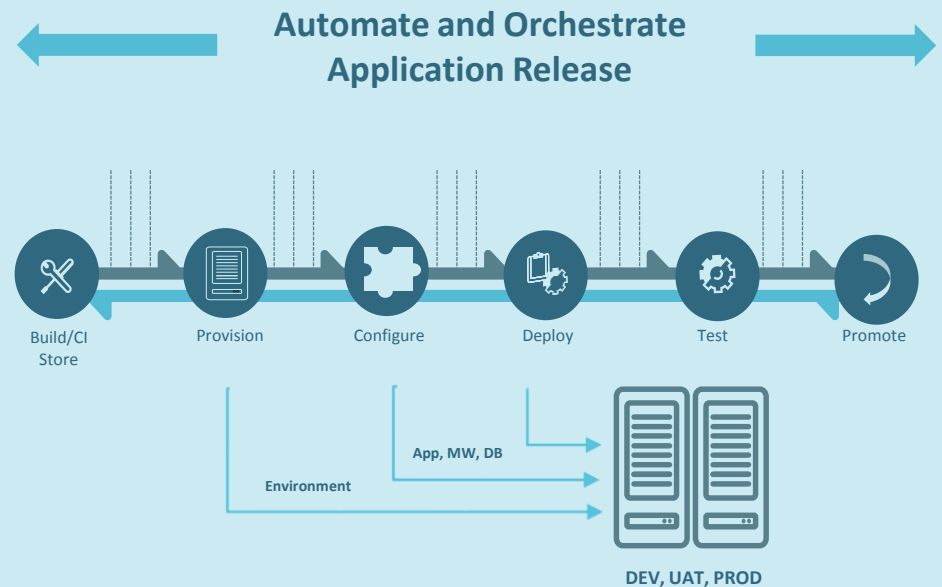 Automate and Orchestrate
Application Release
Build/CI
Store
Provision
Configure
Deploy
Test
Promote
App, MW, DB
Environment
DEV, UAT, PROD